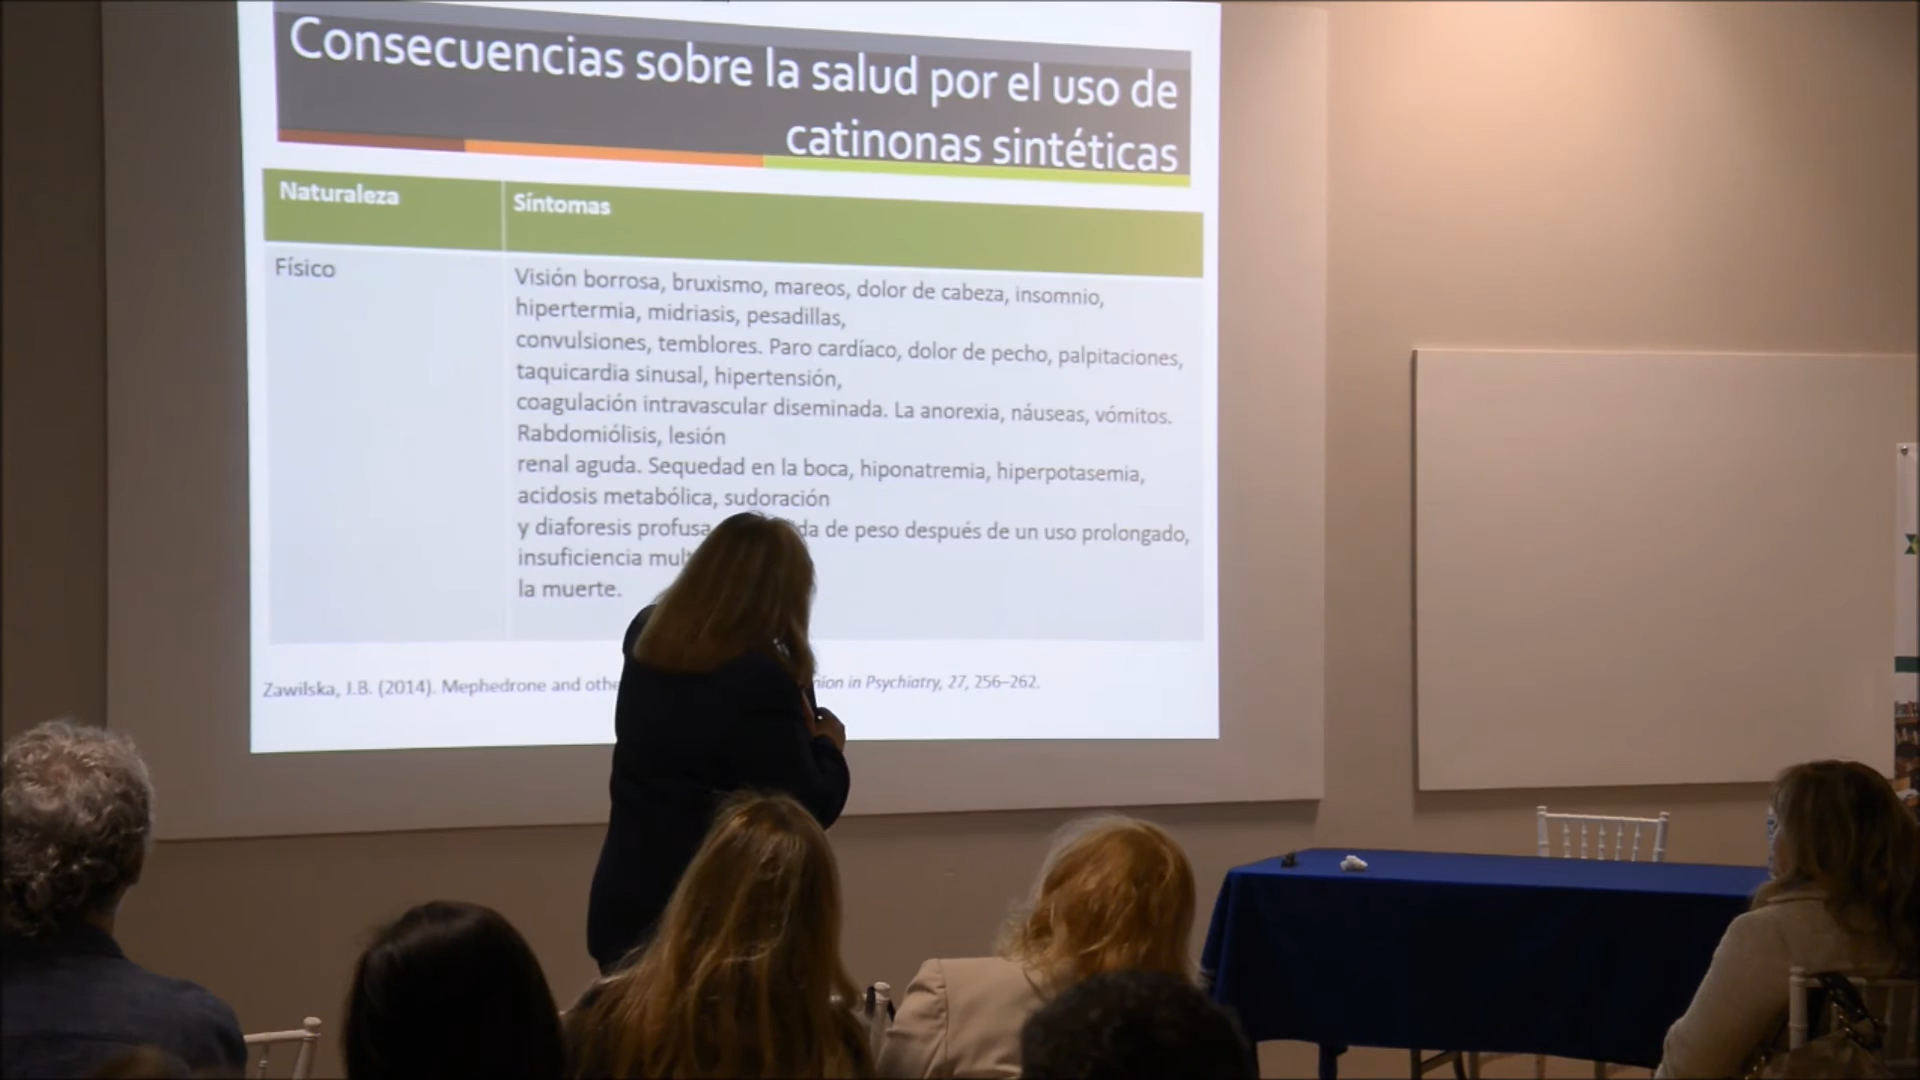 Consecuencias sobre la salud por el uso de
catinonas sintéticas
Naturaleza
Síntomas
Físico
Visión borrosa, bruxismo, mareos, dolor de cabeza, insomnio,
hipertermia, midriasis, pesadillas,
convulsiones, temblores. Paro cardíaco, dolor de pecho, palpitaciones,
taquicardia sinusal, hipertensión,
coagulación intravascular diseminada. La anorexia, náuseas, vómitos.
Rabdomiólisis, lesión
renal aguda. Sequedad en la boca, hiponatremia, hiperpotasemia,
acidosis metabólica, sudoración
y diaforesis profusa de peso después de un uso prolongado,
insuficiencia
la muerte.
Zawilska, J.B. (2014). Mephedrone and in Psychiatry, 27, 256–262.